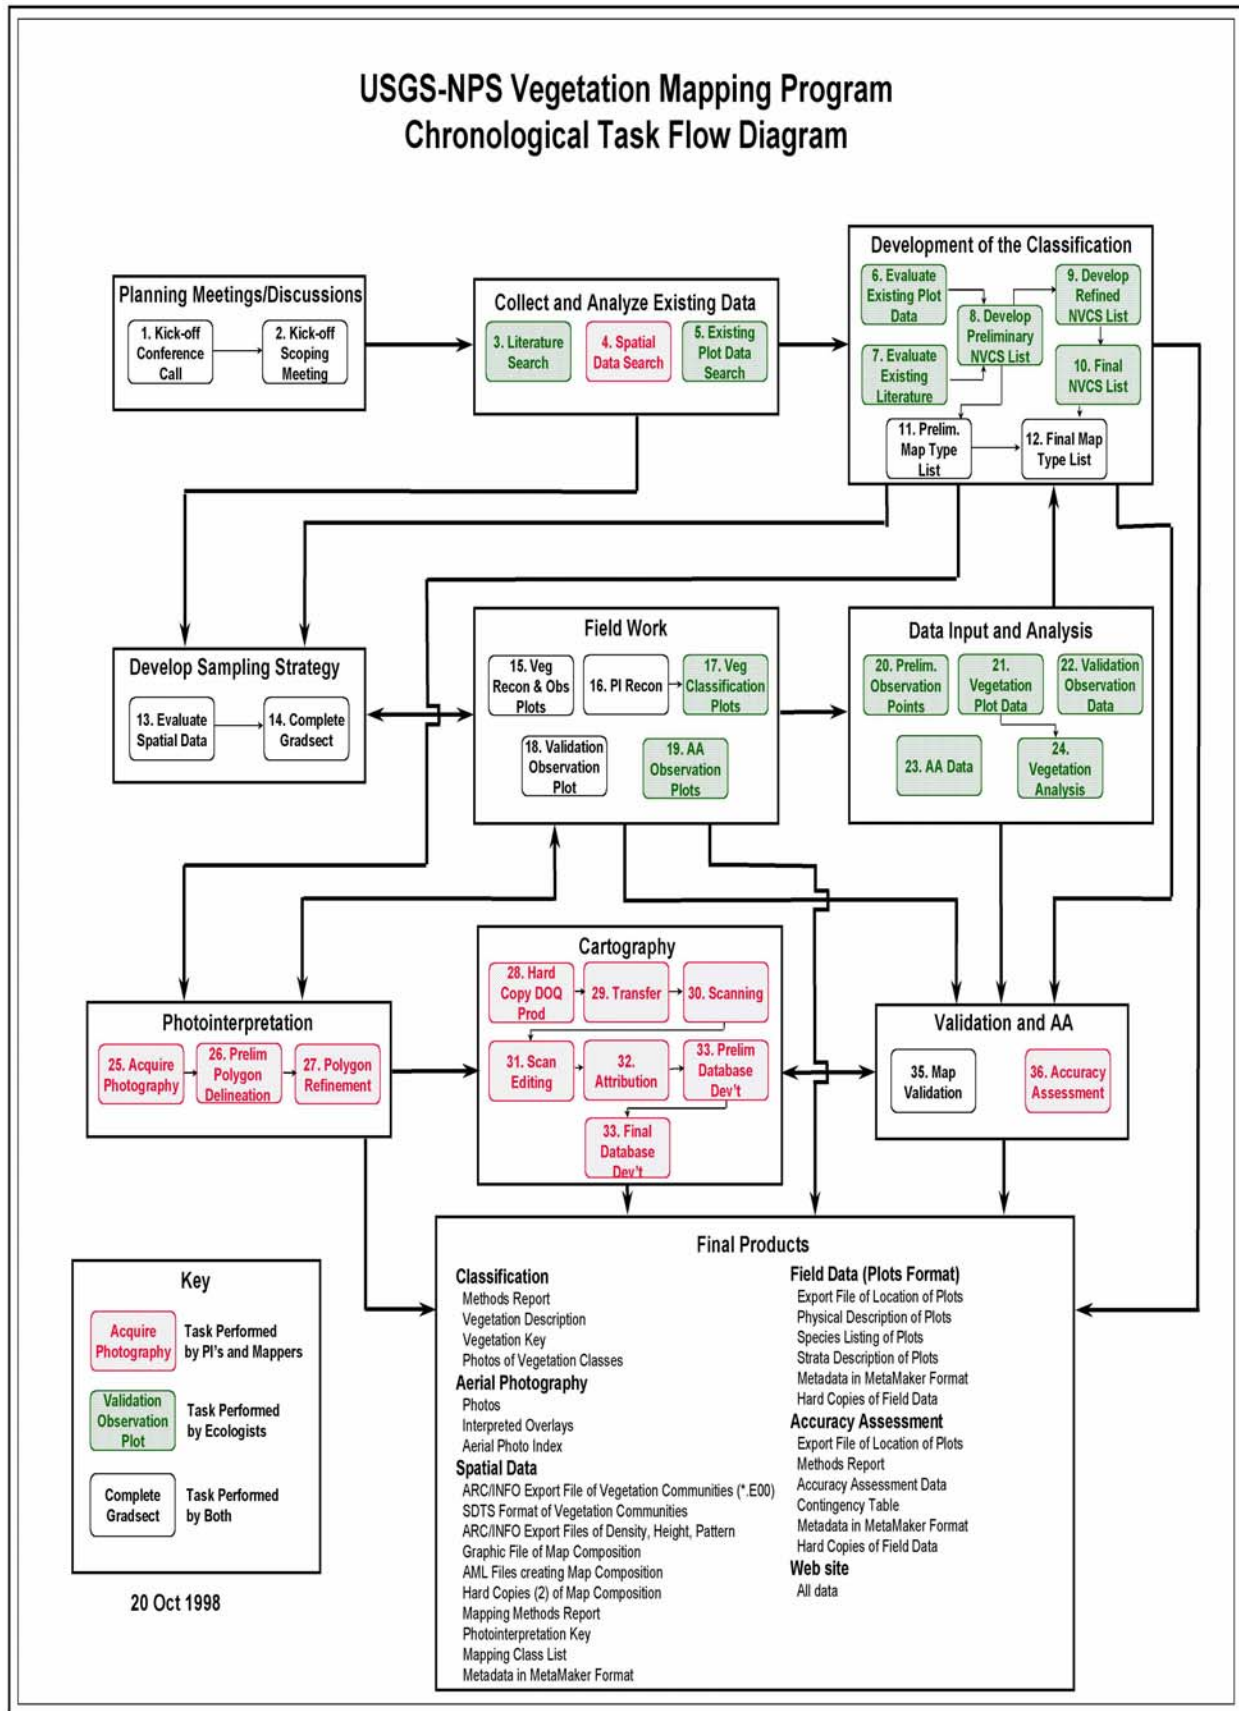 USGS-NPS Vegetation Mapping Program
Chronological Task Flow Diagram
Planning Meetings/Discussions
1. Kick-off
Conference
Call
2. Kick-off
Scoping
Meeting
Collect and Analyze Existing Data
3. Literature
Search
4. Spatial
Data Search
5. Existing
Plot Data
Search
Development of the Classification
6. Evaluate
Existing Plot
Data
7. Evaluate
Existing
Literature
8. Develop
Preliminary
NVCS List
9. Develop
Refined
NVCS List
10. Final
NVCS List
11. Prelim.
Map Type
List
12. Final Map
Type List
Develop Sampling Strategy
13. Evaluate
Spatial Data
14. Complete
Gradsect
Field Work
15. Veg
Recon & Obs
Plots
16. PI Recon
17. Veg
Classification
Plots
18. Validation
Observation
Plot
19. AA
Observation
Plots
Data Input and Analysis
20. Prelim.
Observation
Points
21.
Vegetation
Plot Data
22. Validation
Observation
Data
23. AA Data
24.
Vegetation
Analysis
Photointerpretation
25. Acquire
Photography
26. Prelim
Polygon
Delineation
27. Polygon
Refinement
Cartography
28. Hard
Copy DOQ
Prod
29. Transfer
30. Scanning
31. Scan
Editing
32.
Attribution
33. Prelim
Database
Dev't
33. Final
Database
Dev't
Validation and AA
35. Map
Validation
36. Accuracy
Assessment
Key
Acquire
Photography
Task Performed
by PI's and Mappers
Validation
Observation
Plot
Task Performed
by Ecologists
Complete
Gradsect
Task Performed
by Both
20 Oct 1998
Final Products
Classification
Methods Report
Vegetation Description
Vegetation Key
Photos of Vegetation Classes
Aerial Photography
Photos
Interpreted Overlays
Aerial Photo Index
Spatial Data
ARC/INFO Export File of Vegetation Communities (*.E00)
SDTS Format of Vegetation Communities
ARC/INFO Export Files of Density, Height, Pattern
Graphic File of Map Composition
AML Files creating Map Composition
Hard Copies (2) of Map Composition
Mapping Methods Report
Photointerpretation Key
Mapping Class List
Metadata in MetaMaker Format
Field Data (Plots Format)
Export File of Location of Plots
Physical Description of Plots
Species Listing of Plots
Strata Description of Plots
Metadata in MetaMaker Format
Hard Copies of Field Data
Accuracy Assessment
Export File of Location of Plots
Methods Report
Accuracy Assessment Data
Contingency Table
Metadata in MetaMaker Format
Hard Copies of Field Data
Web site
All data